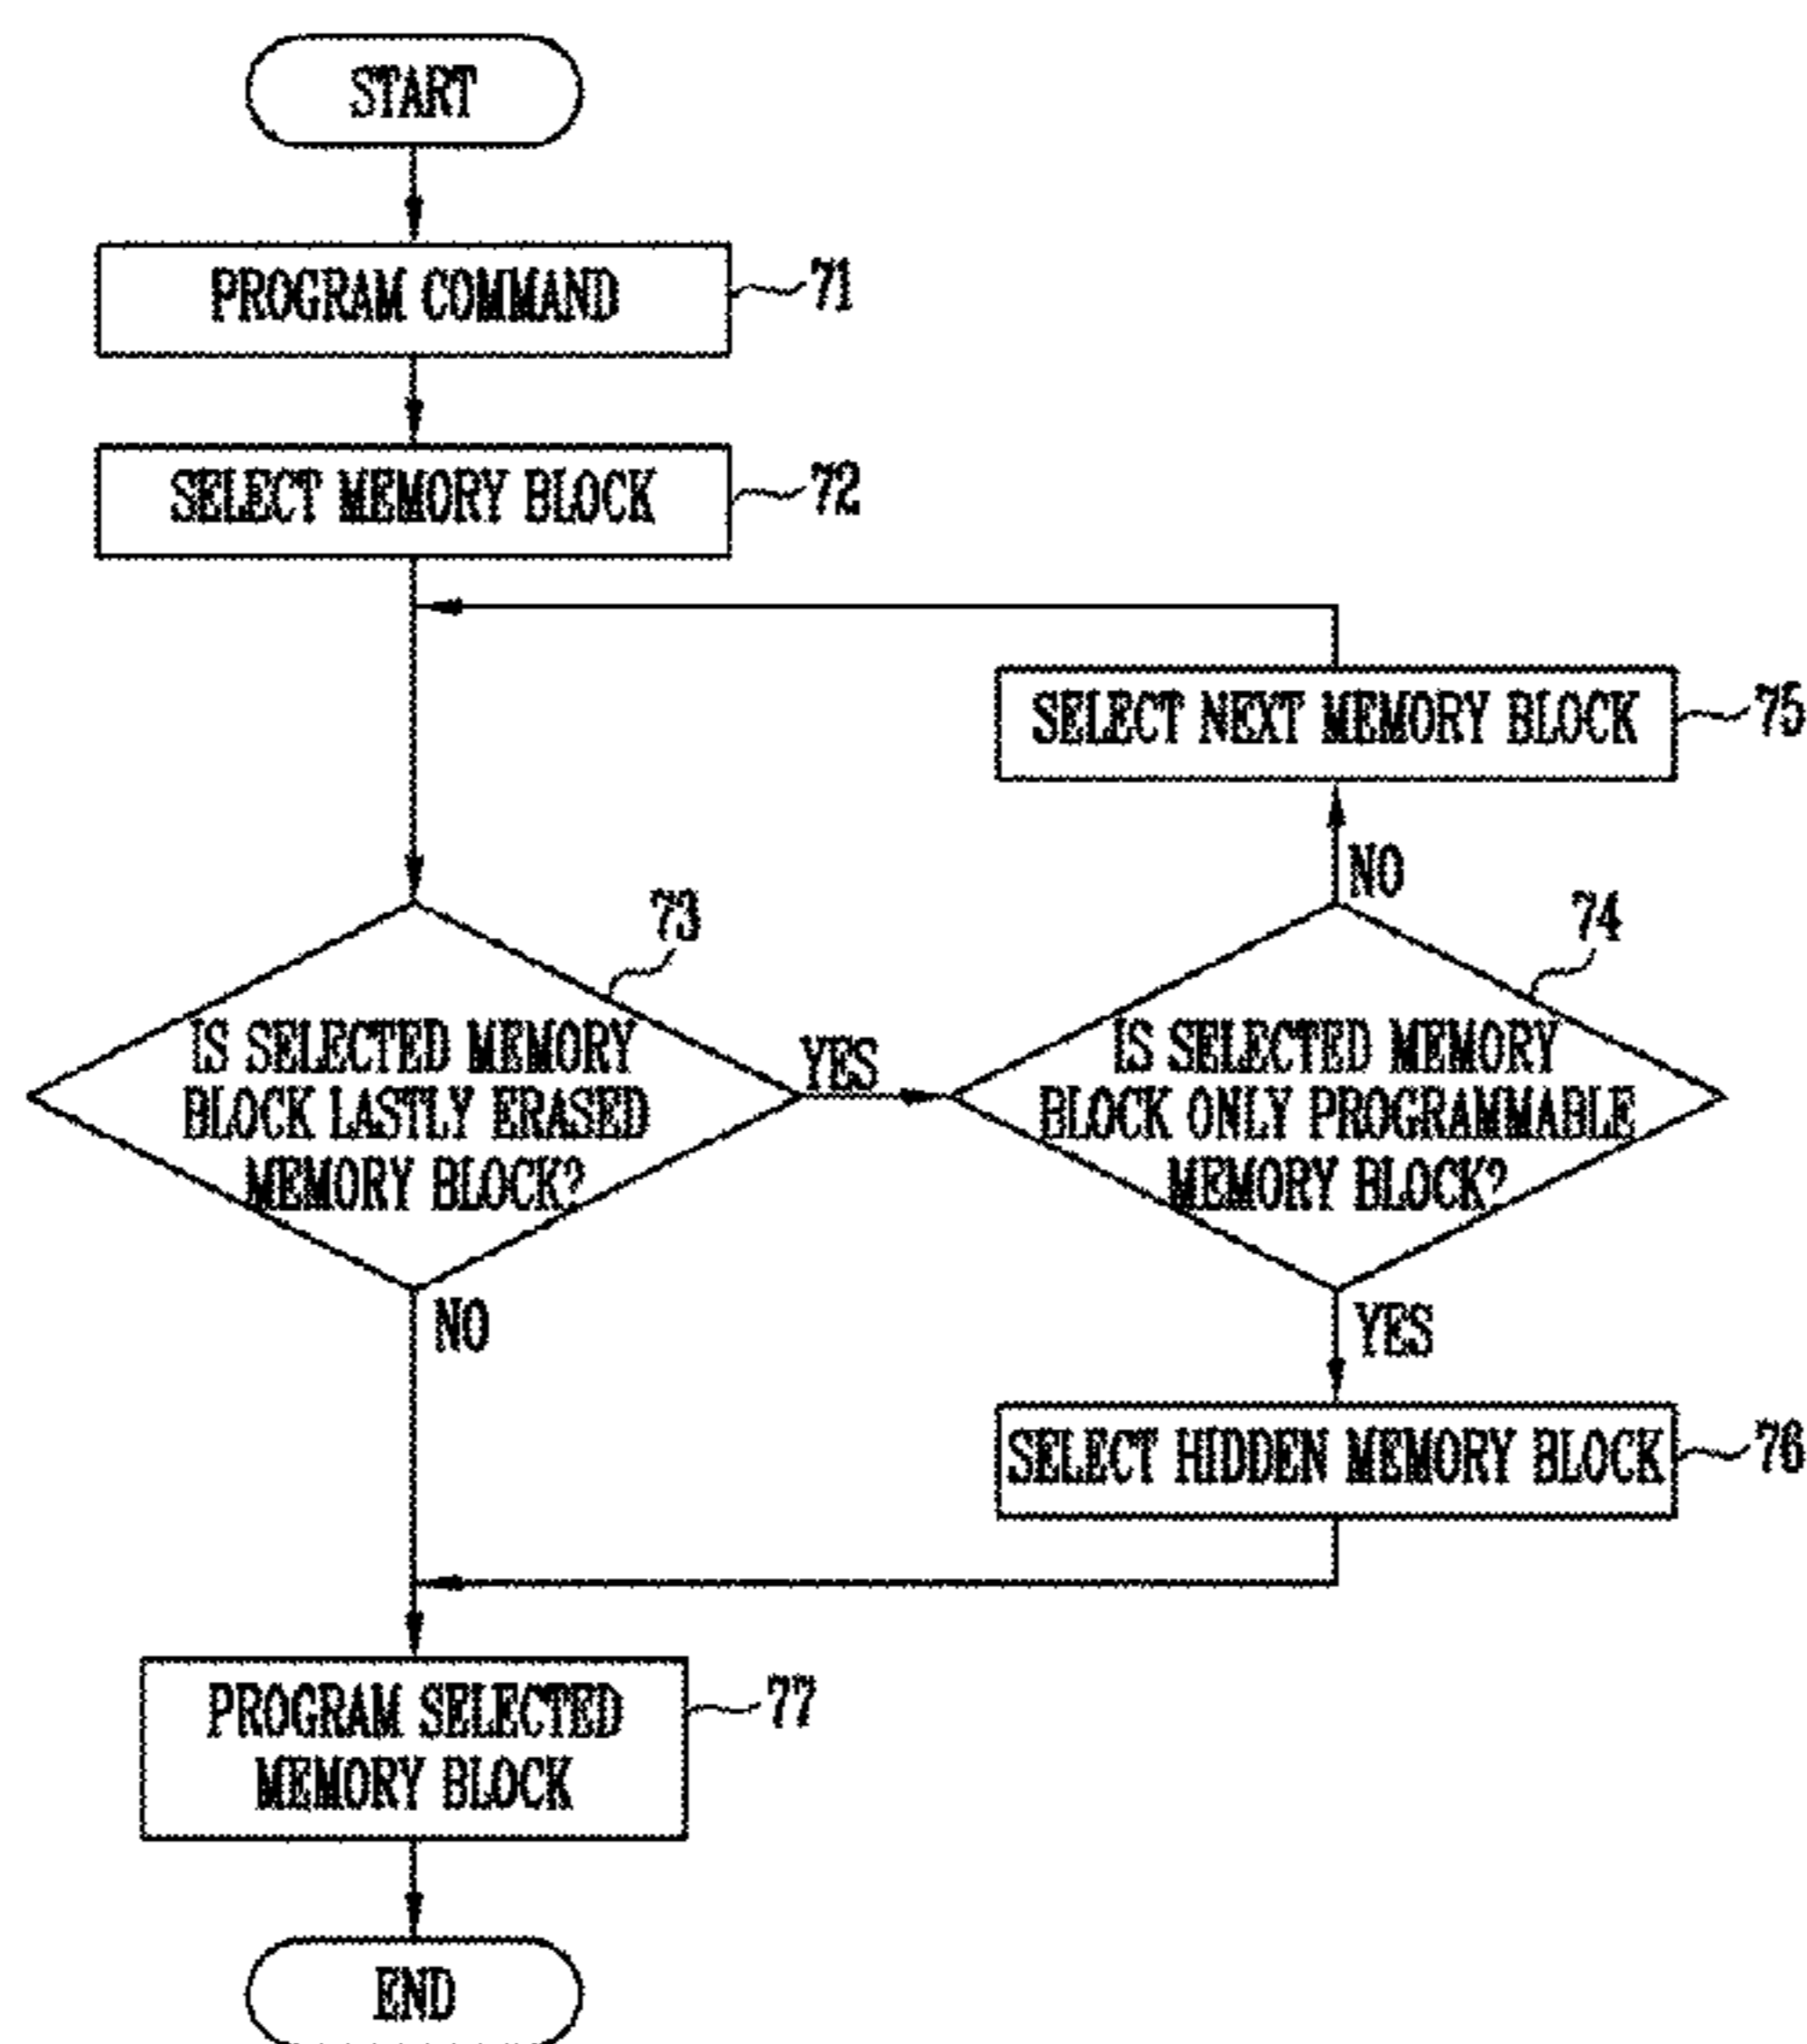 START
PROGRAM COMMAND
71
SELECT MEMORY BLOCK
72
SELECT NEXT MEMORY BLOCK
75
NO
73
74
IS SELECTED MEMORY
BLOCK LASTLY ERASED
MEMORY BLOCK?
YES
IS SELECTED MEMORY
BLOCK ONLY PROGRAMMABLE
MEMORY BLOCK?
NO
YES
SELECT HIDDEN MEMORY BLOCK
76
PROGRAM SELECTED
MEMORY BLOCK
77
END